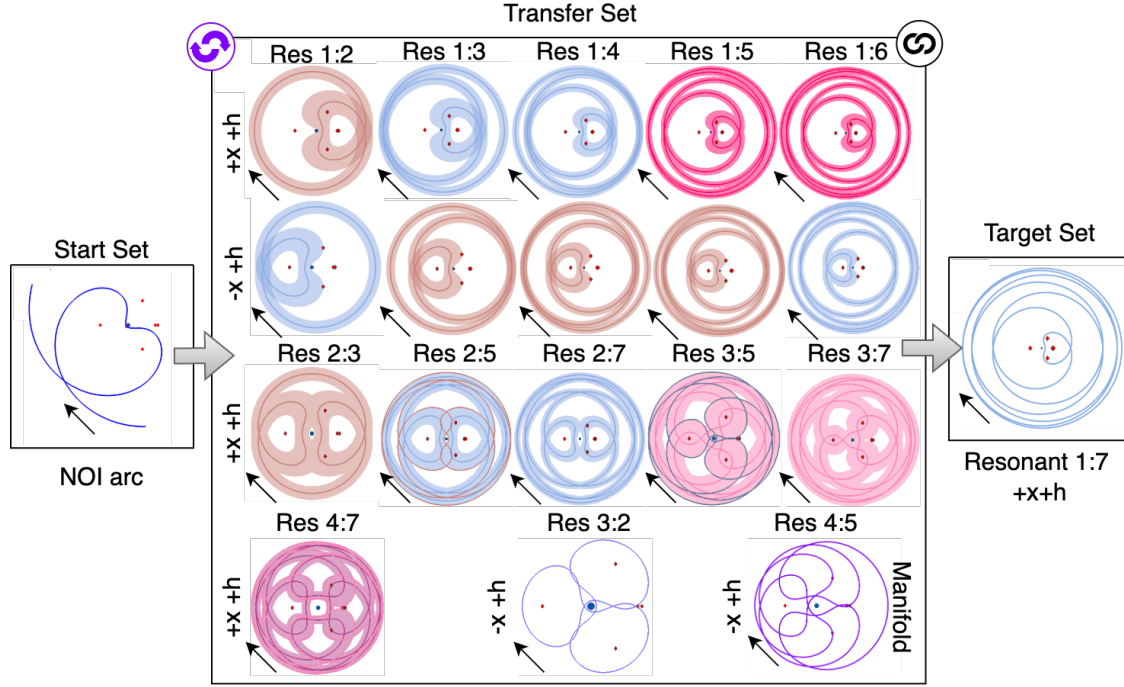 Transfer Set
Res 1:2 Res 1:3 Res 1:4 Res 1:5 Res 1:6
+x +h
-x +h
Start Set
NOI arc
Target Set
Resonant 1:7
+x+h
Res 2:3 Res 2:5 Res 2:7 Res 3:5 Res 3:7
+x +h
Res 4:7 Res 3:2 Res 4:5
+x +h
-x +h
-x +h
Manifold